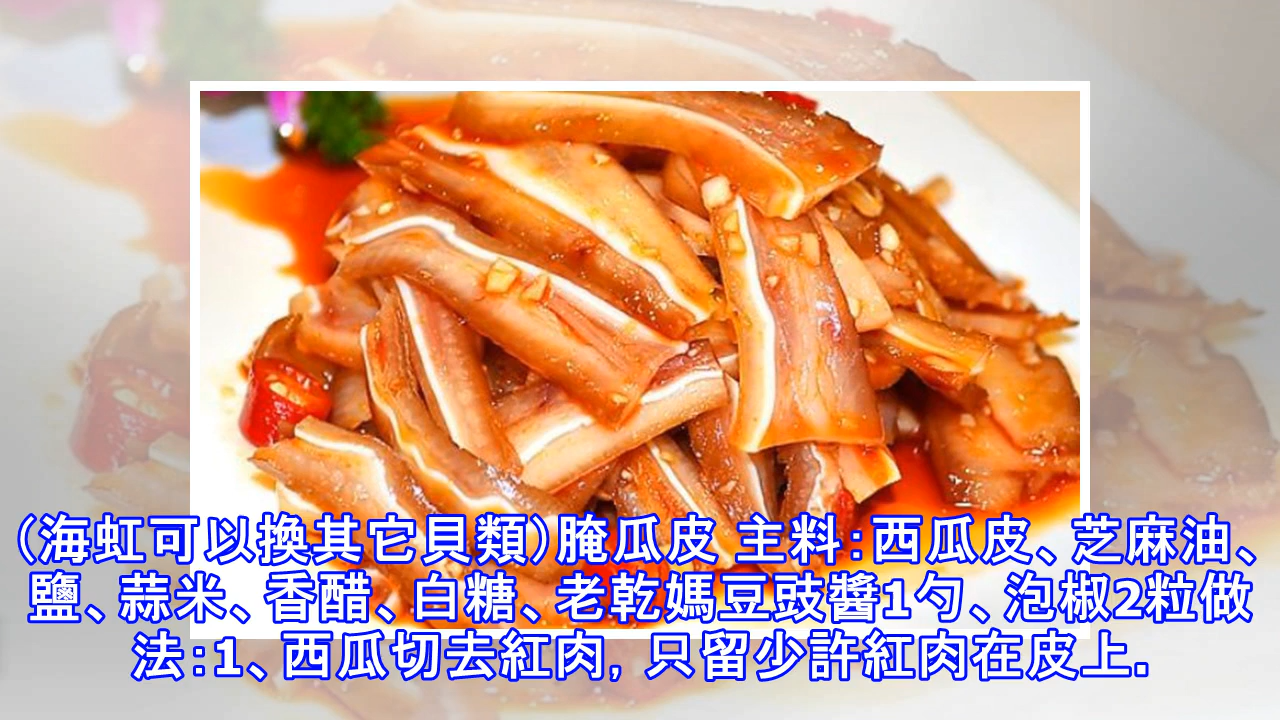 (海虹可以換其它貝類)腌瓜皮 主料:西瓜皮、芝麻油、
鹽、蒜米、香醋、白糖、老乾媽豆豉醬1勺、泡椒2粒做
法:1、西瓜切去紅肉, 只留少許紅肉在皮上.